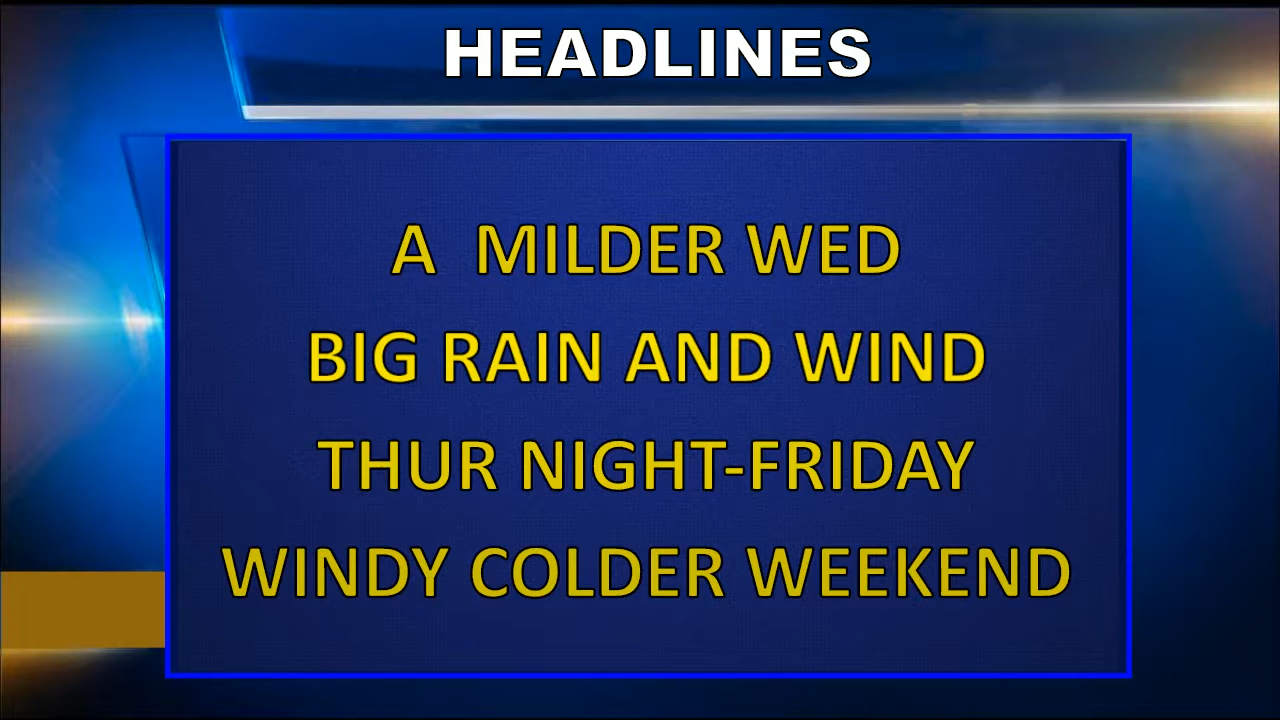 HEADLINES
A  MILDER WED
BIG RAIN AND WIND
THUR NIGHT-FRIDAY
WINDY COLDER WEEKEND